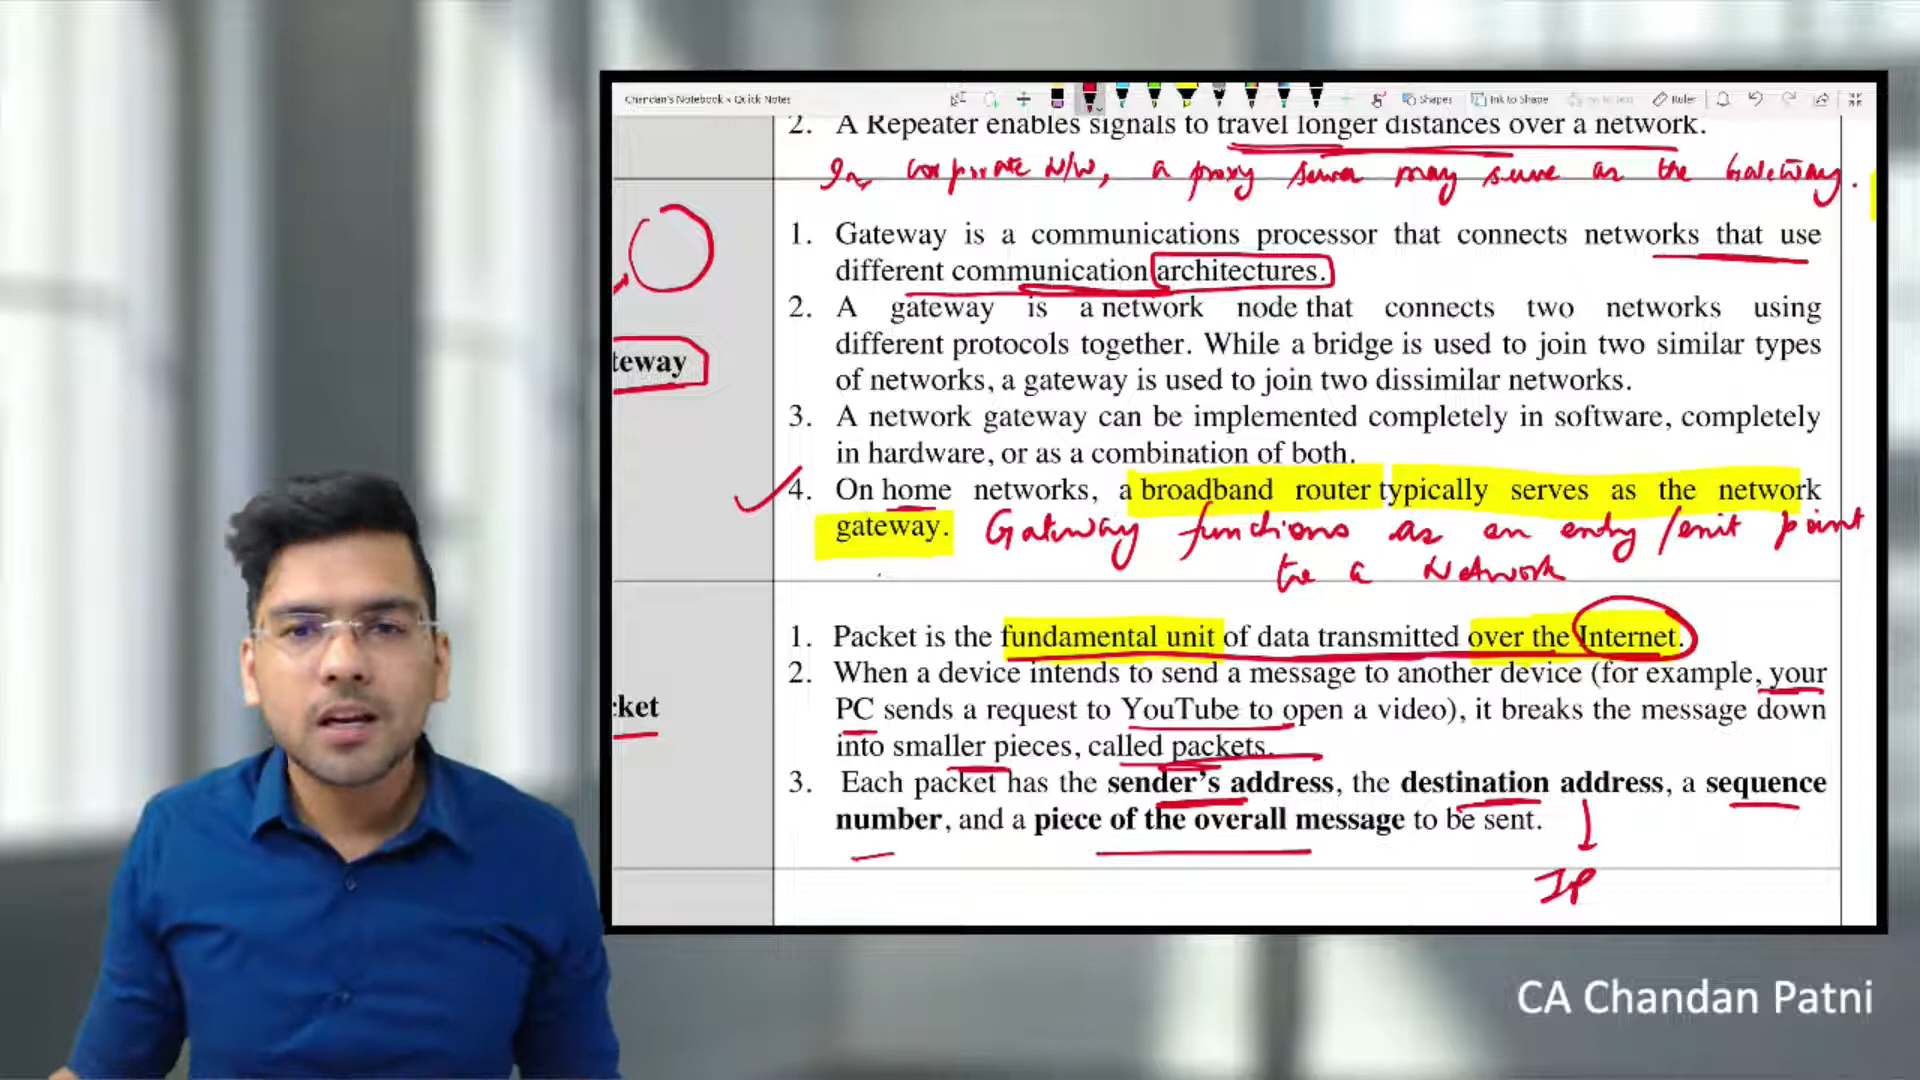 Chandan's Notebook » Quick Notes
Shapes Ink to Shape Ruler
2. A Repeater enables signals to travel longer distances over a network.
In corporate N/W, a proxy server may serve as the Gateway.
1. Gateway is a communications processor that connects networks that use
different communication architectures.
2. A gateway is a network node that connects two networks using
different protocols together. While a bridge is used to join two similar types
of networks, a gateway is used to join two dissimilar networks.
teway
3. A network gateway can be implemented completely in software, completely
in hardware, or as a combination of both.
4. On home networks, a broadband router typically serves as the network
gateway. Gateway functions as an entry/exit point
to a Network
1. Packet is the fundamental unit of data transmitted over the Internet.
2. When a device intends to send a message to another device (for example, your
PC sends a request to YouTube to open a video), it breaks the message down
into smaller pieces, called packets.
cket
3. Each packet has the sender's address, the destination address, a sequence
number, and a piece of the overall message to be sent.
IP
CA Chandan Patni